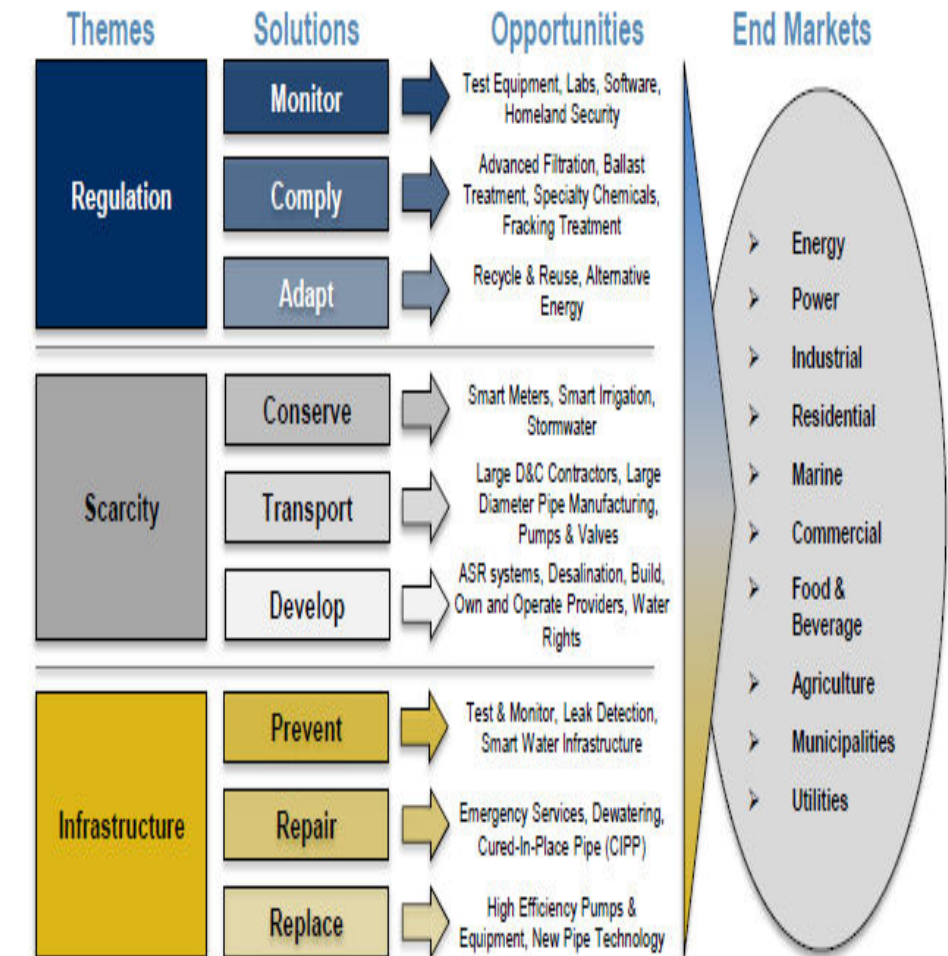 Themes
Solutions
Opportunities
End Markets
Regulation
Monitor
Test Equipment, Labs, Software,
Homeland Security
Comply
Advanced Filtration, Ballast
Treatment, Specialty Chemicals,
Fracking Treatment
Adapt
Recycle & Reuse, Alternative
Energy
Scarcity
Conserve
Smart Meters, Smart Irrigation,
Stormwater
Transport
Large D&C Contractors, Large
Diameter Pipe Manufacturing,
Pumps & Valves
Develop
ASR systems, Desalination, Build,
Own and Operate Providers, Water
Rights
Infrastructure
Prevent
Test & Monitor, Leak Detection,
Smart Water Infrastructure
Repair
Emergency Services, Dewatering,
Cured-In-Place Pipe (CIPP)
Replace
High Efficiency Pumps &
Equipment, New Pipe Technology
Energy
Power
Industrial
Residential
Marine
Commercial
Food &
Beverage
Agriculture
Municipalities
Utilities